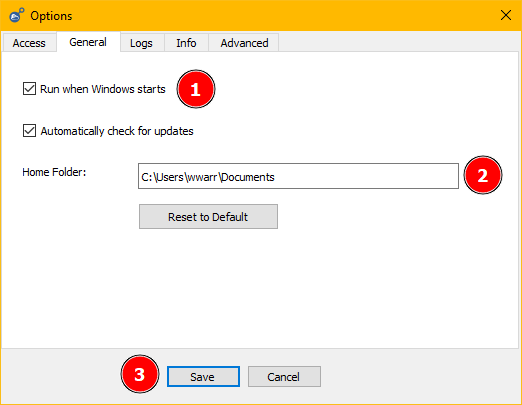 Options
Access General Logs Info Advanced
Run when Windows starts 1
Automatically check for updates
Home Folder: C:\Users\wwarr\Documents 2
Reset to Default
3 Save Cancel